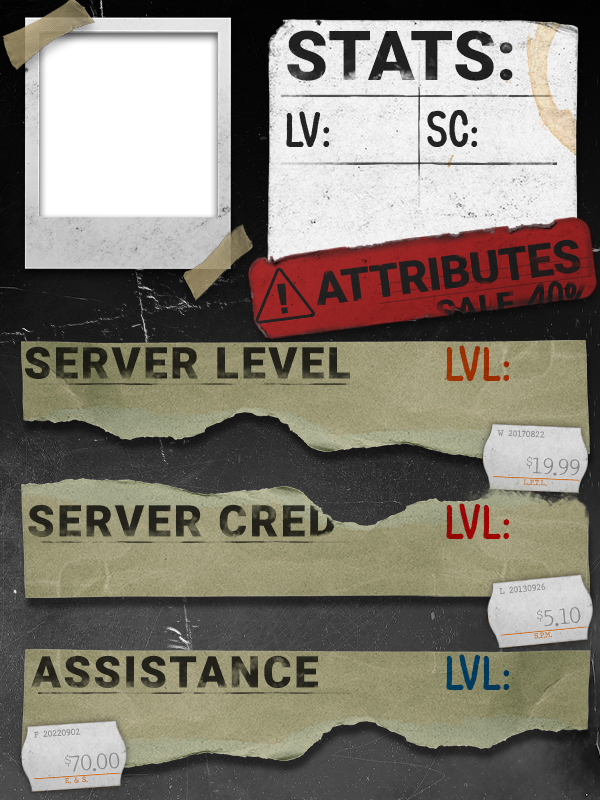 STATS:
LV: SC:
ATTRIBUTES
SALE 40%
SERVER LEVEL LVL:
W 20170822
$19.99
L.F.T.L.
SERVER CRED LVL:
L 20130926
$5.10
S.P.M.
ASSISTANCE LVL:
F 20220902
$70.00
E. & S.